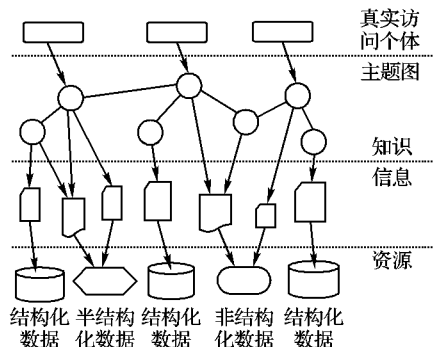 真实访
问个体
主题图
知识
信息
资源
结构化 半结构 结构化 非结构 结构化
数据 化数据 数据 化数据 数据